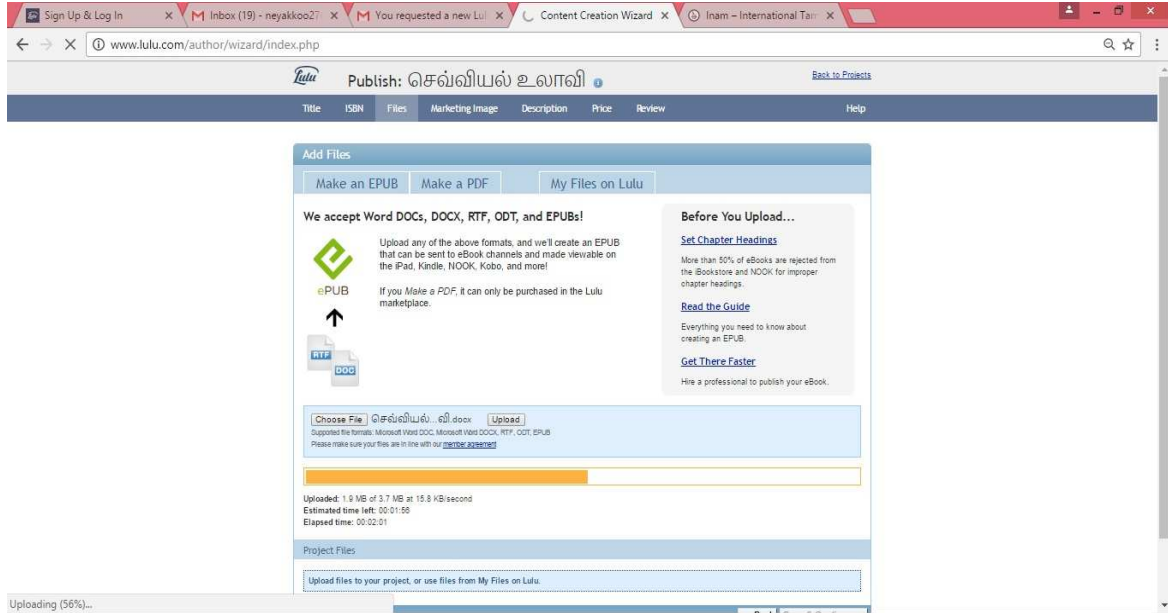 Sign Up & Log In
Inbox (19) - neyakkoo27
You requested a new Lul
Content Creation Wizard
Inam – International Tam
www.lulu.com/author/wizard/index.php
Lulu
Publish: செவ்வியல் உலாவி
Back to Projects
Title ISBN Files Marketing Image Description Price Review Help
Add Files
Make an EPUB Make a PDF My Files on Lulu
We accept Word DOCs, DOCX, RTF, ODT, and EPUBs!
Upload any of the above formats, and we'll create an EPUB
that can be sent to eBook channels and made viewable on
the iPad, Kindle, NOOK, Kobo, and more!
If you Make a PDF, it can only be purchased in the Lulu
marketplace.
ePUB
RTF
DOC
Before You Upload...
Set Chapter Headings
More than 50% of eBooks are rejected from
the iBookstore and NOOK for improper
chapter headings.
Read the Guide
Everything you need to know about
creating an EPUB.
Get There Faster
Hire a professional to publish your eBook.
Choose File செவ்வியல்...வி.docx Upload
Supported file formats: Microsoft Word DOC, Microsoft Word DOCX, RTF, ODT, EPUB
Please make sure your files are in line with our member agreement
Uploaded: 1.9 MB of 3.7 MB at 15.8 KB/second
Estimated time left: 00:01:56
Elapsed time: 00:02:01
Project Files
Upload files to your project, or use files from My Files on Lulu.
Uploading (56%)...